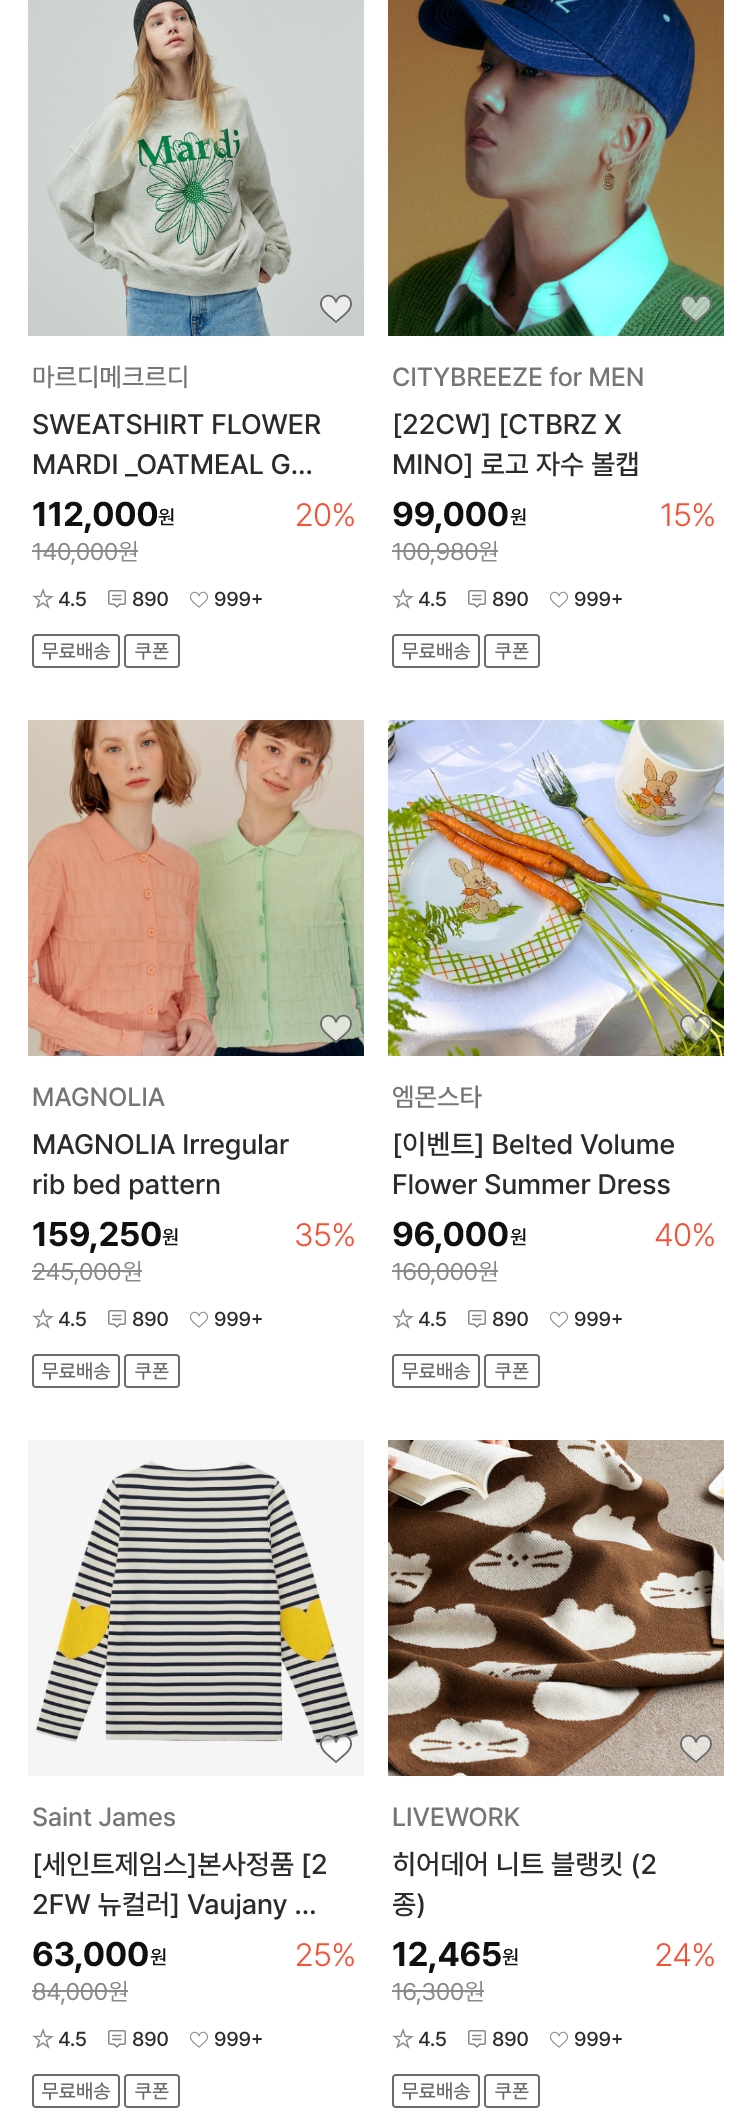 Mardi
마르디메크르디
SWEATSHIRT FLOWER
MARDI _OATMEAL G...
112,000원
20%
140,000원
4.5
890
999+
무료배송
쿠폰
CITYBREEZE for MEN
[22CW] [CTBRZ X
MINO] 로고 자수 볼캡
99,000원
15%
100,980원
4.5
890
999+
무료배송
쿠폰
MAGNOLIA
MAGNOLIA Irregular
rib bed pattern
159,250원
35%
245,000원
4.5
890
999+
무료배송
쿠폰
엠몬스타
[이벤트] Belted Volume
Flower Summer Dress
96,000원
40%
160,000원
4.5
890
999+
무료배송
쿠폰
Saint James
[세인트제임스]본사정품 [2
2FW 뉴컬러] Vaujany ...
63,000원
25%
84,000원
4.5
890
999+
무료배송
쿠폰
LIVEWORK
히어데어 니트 블랭킷 (2
종)
12,465원
24%
16,300원
4.5
890
999+
무료배송
쿠폰